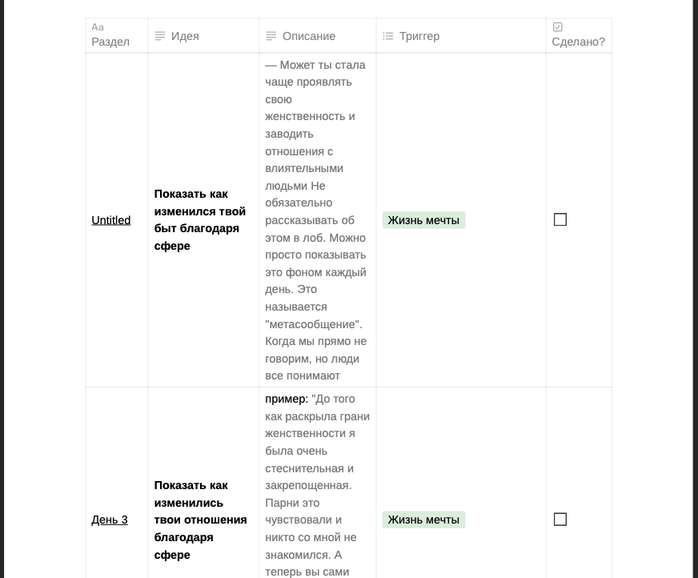 Aa
Раздел
Идея
Описание
Триггер
Сделано?
Untitled
Показать как
изменился твой
быт благодаря
сфере
— Может ты стала
чаще проявлять
свою
женственность и
заводить
отношения с
влиятельными
людьми Не
обязательно
рассказывать об
этом в лоб. Можно
просто показывать
это фоном каждый
день. Это
называется
"метасообщение".
Когда мы прямо не
говорим, но люди
все понимают
Жизнь мечты
День 3
Показать как
изменились
твои отношения
благодаря
сфере
пример: "До того
как раскрыла грани
женственности я
была очень
стеснительная и
закрепощенная.
Парни это
чувствовали и
никто со мной не
знакомился. А
теперь вы сами
Жизнь мечты